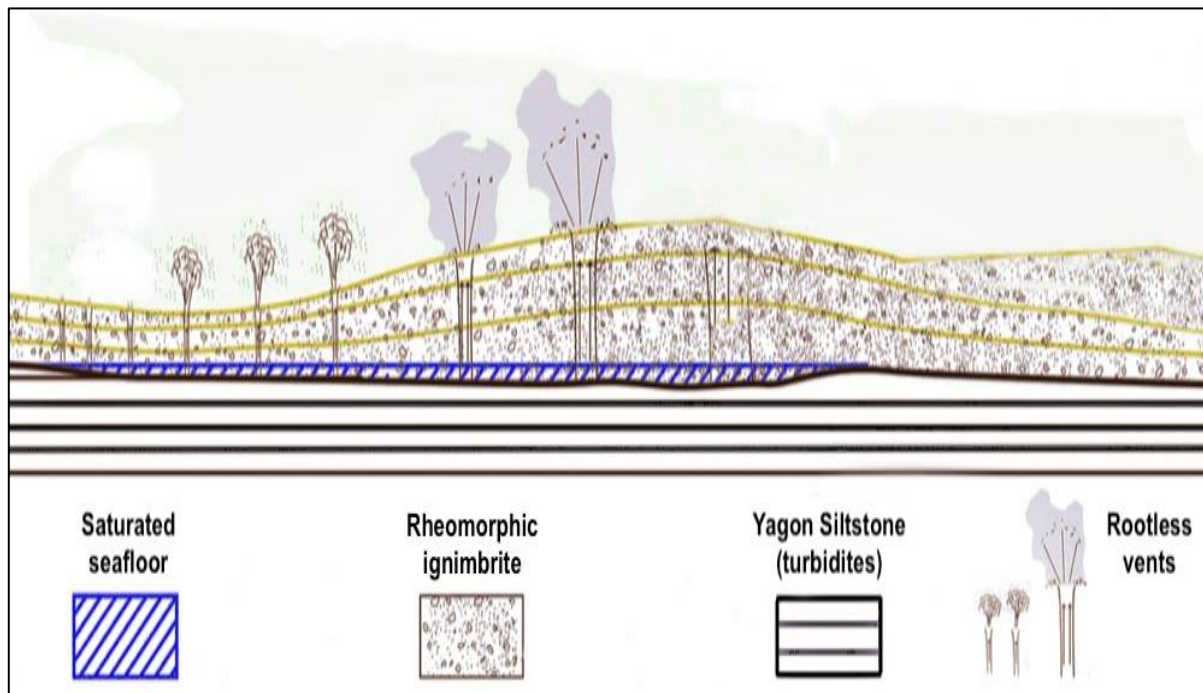 Saturated
seafloor
Rheomorphic
ignimbrite
Yagon Siltstone
(turbidites)
Rootless
vents